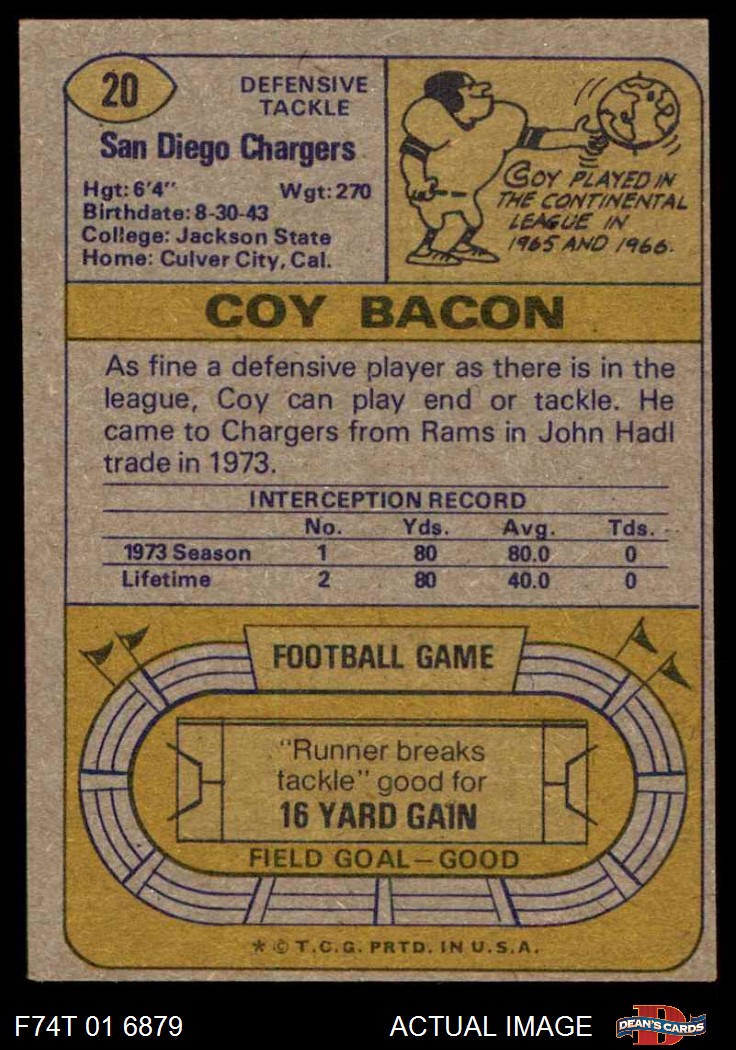 20
DEFENSIVE
TACKLE
San Diego Chargers
Hgt: 6'4" Wgt: 270
Birthdate: 8-30-43
College: Jackson State
Home: Culver City, Cal.
COY PLAYED IN
THE CONTINENTAL
LEAGUE IN
1965 AND 1966.
COY BACON
As fine a defensive player as there is in the
league, Coy can play end or tackle. He
came to Chargers from Rams in John Hadl
trade in 1973.
INTERCEPTION RECORD
No. Yds. Avg. Tds.
1973 Season 1 80 80.0 0
Lifetime 2 80 40.0 0
FOOTBALL GAME
"Runner breaks
tackle" good for
16 YARD GAIN
FIELD GOAL—GOOD
* © T.C.G. PRTD. IN U.S.A.
F74T 01 6879 ACTUAL IMAGE D DEAN'S CARDS